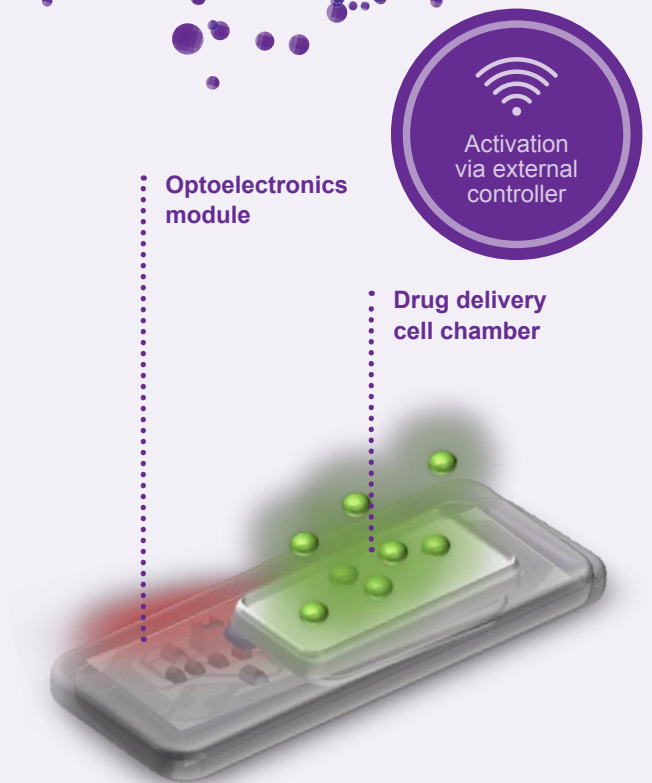 Activation
via external
controller
Optoelectronics
module
Drug delivery
cell chamber